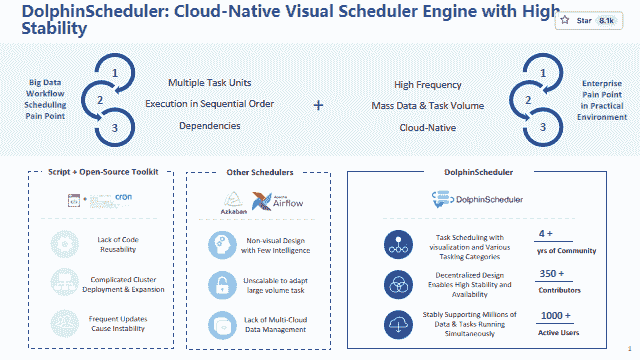 DolphinScheduler: Cloud-Native Visual Scheduler Engine with High
Stability
Star 8.1k
Big Data
Workflow
Scheduling
Pain Point
1
2
3
Multiple Task Units
Execution in Sequential Order
Dependencies
+
High Frequency
Mass Data & Task Volume
Cloud-Native
1
2
3
Enterprise
Pain Point
in Practical
Environment
Script + Open-Source Toolkit
+
cron
Lack of Code
Reusability
Complicated Cluster
Deployment & Expansion
Frequent Updates
Cause Instability
Other Schedulers
Azkaban
Apache
Airflow
Non-visual Design
with Few Intelligence
Unscalable to adapt
large volume task
Lack of Multi-Cloud
Data Management
DolphinScheduler
DolphinScheduler
Task Scheduling with
visualization and Various
Tasking Categories
4 +
yrs of Community
Decentralized Design
Enables High Stability and
Availability
350 +
Contributors
Stably Supporting Millions of
Data & Tasks Running
Simultaneously
1000 +
Active Users
1